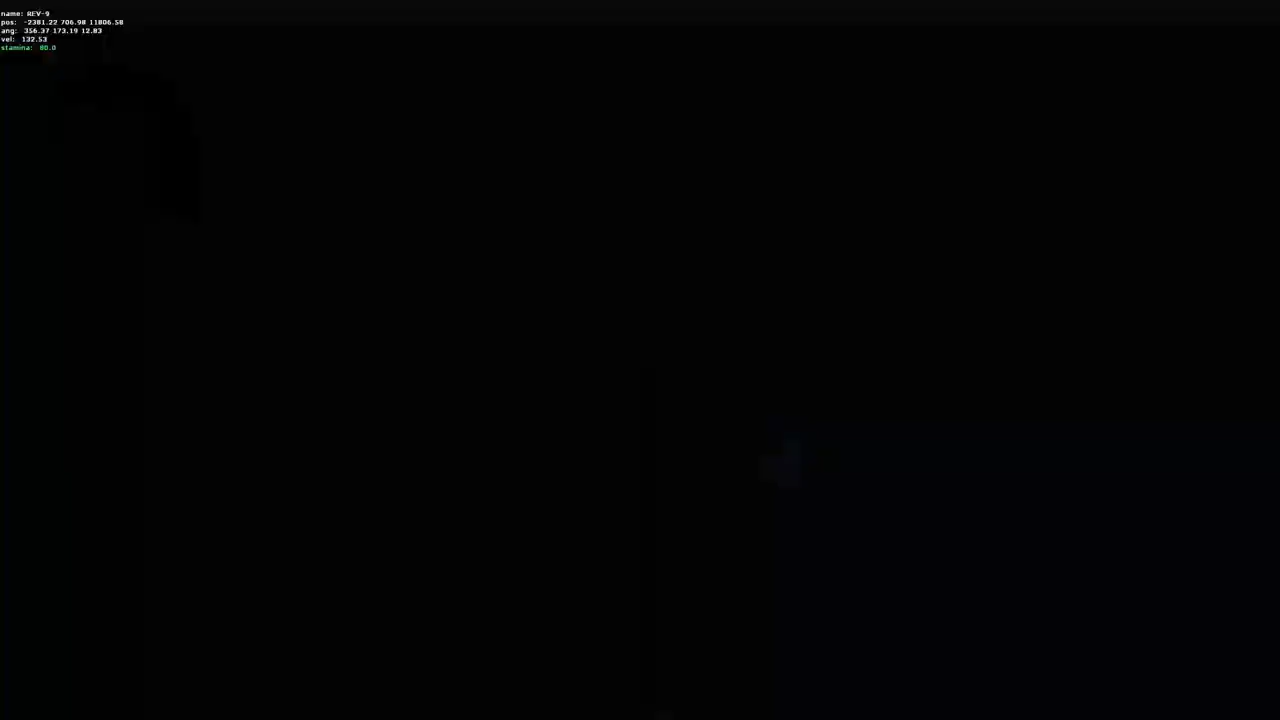 name: REV-9
pos: -2381.22 706.98 11806.58
ang: 356.37 173.19 12.83
vel: 132.53
stamina: 60.0